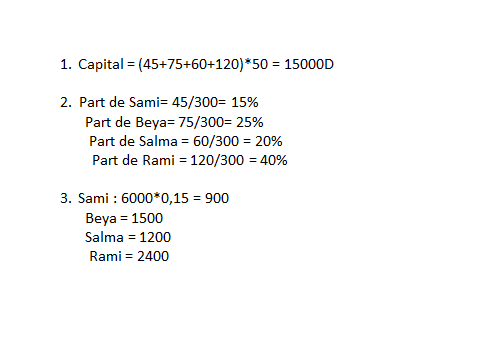 1. Capital = (45+75+60+120)*50 = 15000D
2. Part de Sami= 45/300= 15%
Part de Beya= 75/300= 25%
Part de Salma = 60/300 = 20%
Part de Rami = 120/300 = 40%
3. Sami : 6000*0,15 = 900
Beya = 1500
Salma = 1200
Rami = 2400